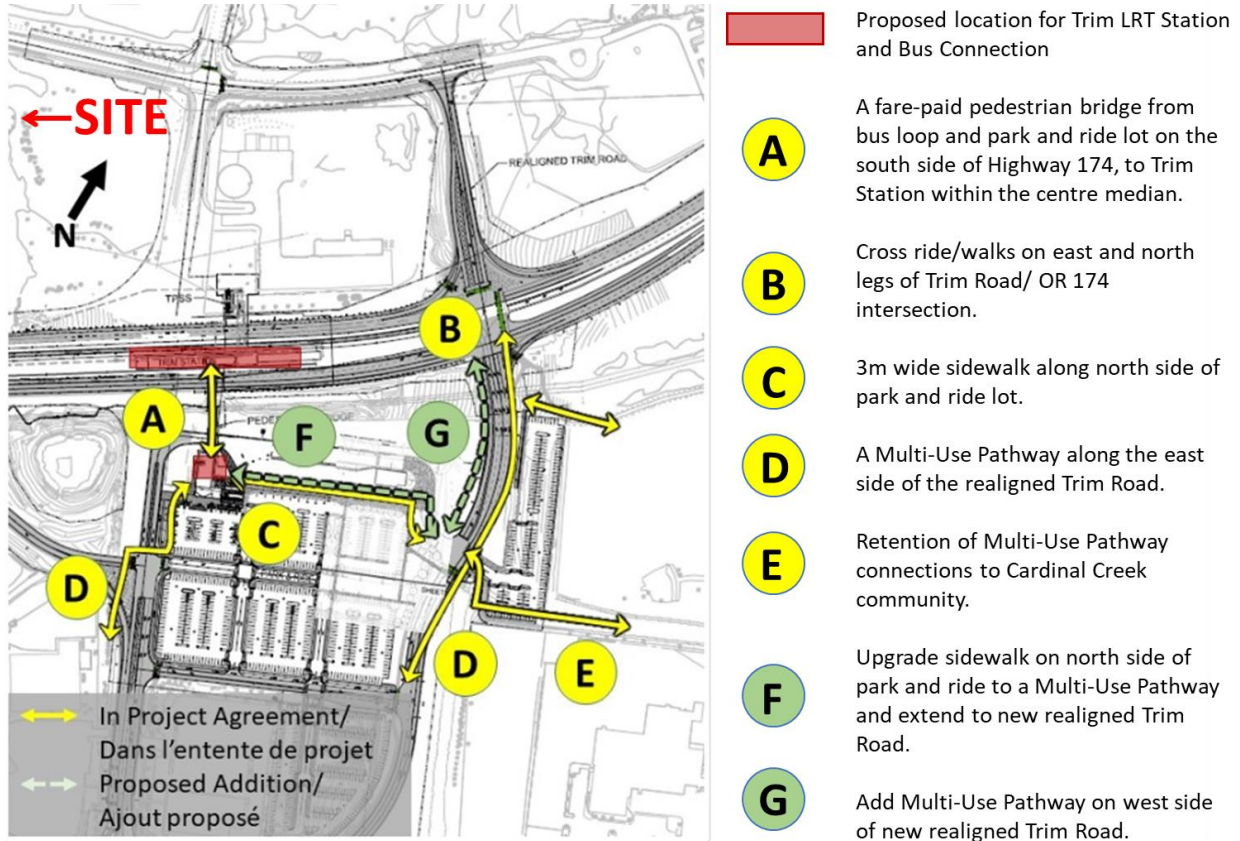 ←SITE
N
REALIGNED TRIM ROAD
TPSS
B
A
F
G
C
D
D
E
In Project Agreement/
Dans l'entente de projet
Proposed Addition/
Ajout proposé
Proposed location for Trim LRT Station
and Bus Connection
A
A fare-paid pedestrian bridge from
bus loop and park and ride lot on the
south side of Highway 174, to Trim
Station within the centre median.
B
Cross ride/walks on east and north
legs of Trim Road/ OR 174
intersection.
C
3m wide sidewalk along north side of
park and ride lot.
D
A Multi-Use Pathway along the east
side of the realigned Trim Road.
E
Retention of Multi-Use Pathway
connections to Cardinal Creek
community.
F
Upgrade sidewalk on north side of
park and ride to a Multi-Use Pathway
and extend to new realigned Trim
Road.
G
Add Multi-Use Pathway on west side
of new realigned Trim Road.